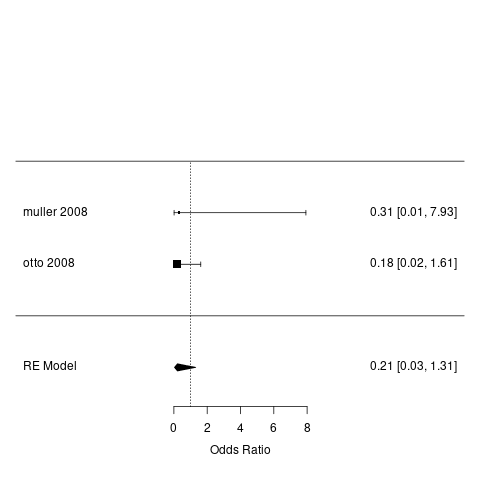 muller 2008 0.31 [0.01, 7.93]
otto 2008 0.18 [0.02, 1.61]
RE Model 0.21 [0.03, 1.31]
0 2 4 6 8
Odds Ratio